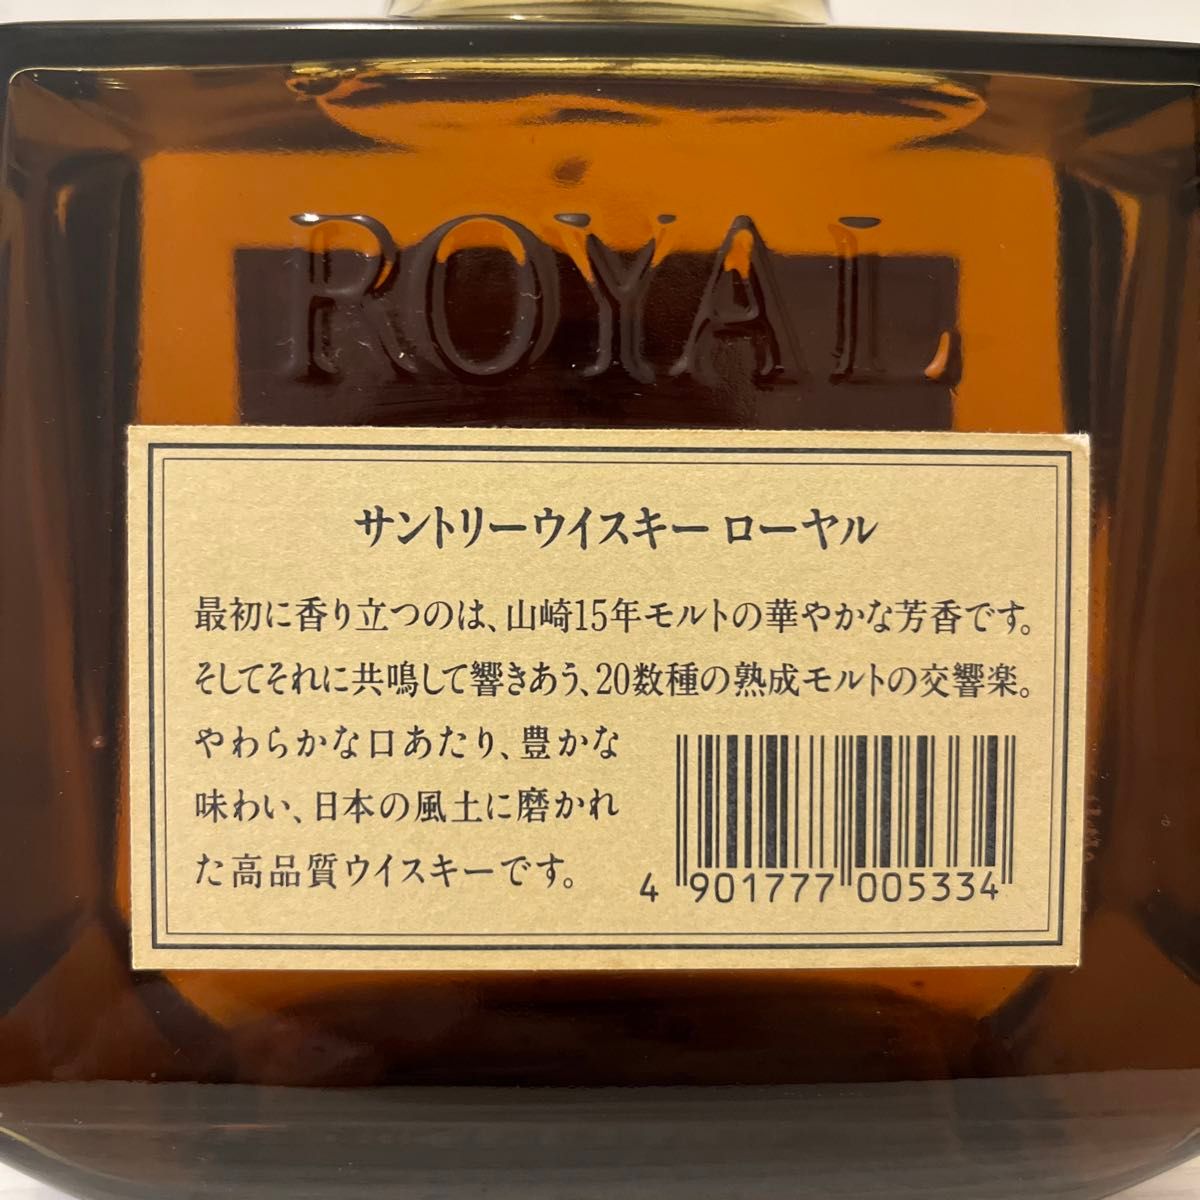 ROYAL
サントリーウイスキー ローヤル
最初に香り立つのは、山崎15年モルトの華やかな芳香です。
そしてそれに共鳴して響きあう、20数種の熟成モルトの交響楽。
やわらかな口あたり、豊かな
味わい、日本の風土に磨かれ
た高品質ウイスキーです。
4 901777 005334